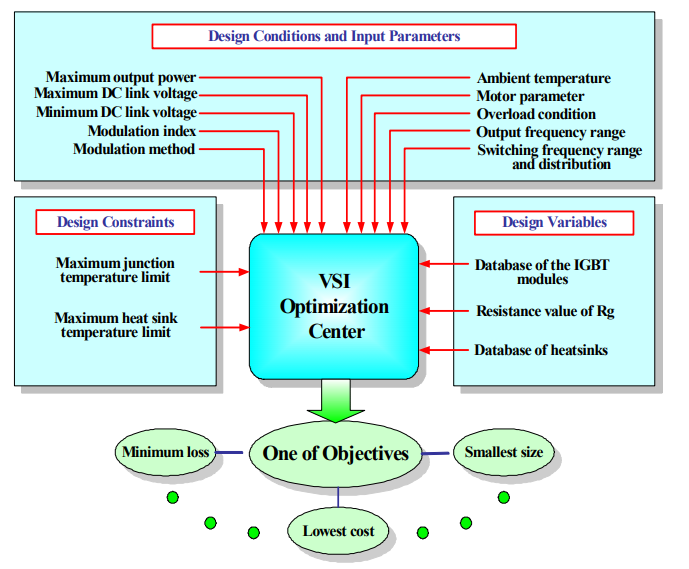 Design Conditions and Input Parameters
Maximum output power
Maximum DC link voltage
Minimum DC link voltage
Modulation index
Modulation method
Ambient temperature
Motor parameter
Overload condition
Output frequency range
Switching frequency range
and distribution
Design Constraints
Maximum junction
temperature limit
Maximum heat sink
temperature limit
VSI
Optimization
Center
Design Variables
Database of the IGBT
modules
Resistance value of Rg
Database of heatsinks
Minimum loss
One of Objectives
Smallest size
Lowest cost